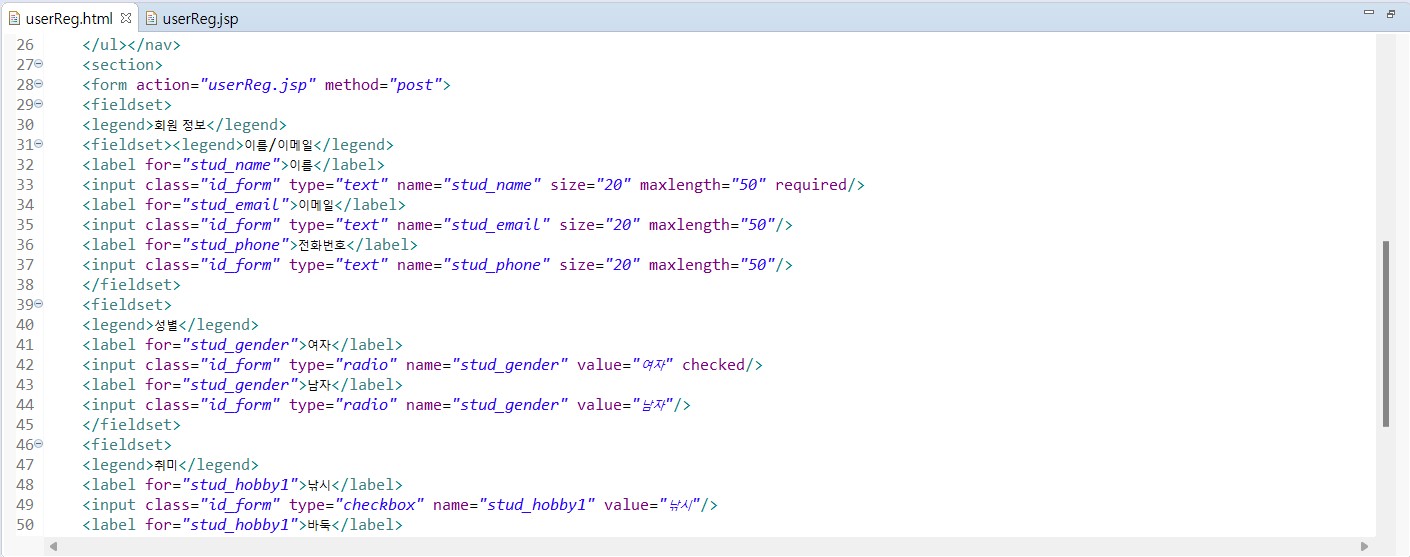 userReg.html userReg.jsp
26 </ul></nav>
27 <section>
28 <form action="userReg.jsp" method="post">
29 <fieldset>
30 <legend>회원 정보</legend>
31 <fieldset><legend>이름/이메일</legend>
32 <label for="stud_name">이름</label>
33 <input class="id_form" type="text" name="stud_name" size="20" maxlength="50" required/>
34 <label for="stud_email">이메일</label>
35 <input class="id_form" type="text" name="stud_email" size="20" maxlength="50"/>
36 <label for="stud_phone">전화번호</label>
37 <input class="id_form" type="text" name="stud_phone" size="20" maxlength="50"/>
38 </fieldset>
39 <fieldset>
40 <legend>성별</legend>
41 <label for="stud_gender">여자</label>
42 <input class="id_form" type="radio" name="stud_gender" value="여자" checked/>
43 <label for="stud_gender">남자</label>
44 <input class="id_form" type="radio" name="stud_gender" value="남자"/>
45 </fieldset>
46 <fieldset>
47 <legend>취미</legend>
48 <label for="stud_hobby1">낚시</label>
49 <input class="id_form" type="checkbox" name="stud_hobby1" value="낚시"/>
50 <label for="stud_hobby1">바둑</label>